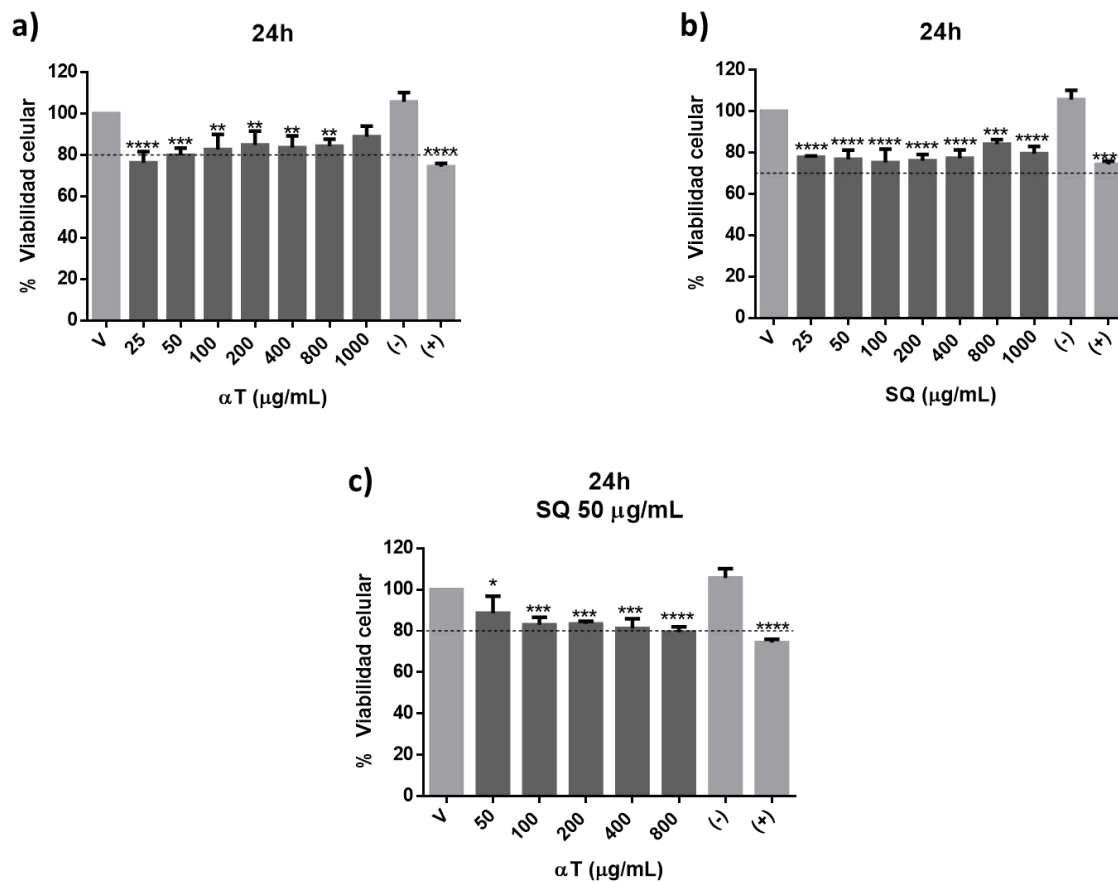 a)
24h
% Viabilidad celular
120
100
80
60
40
20
0
**** *** ** ** ** ** ****
V 25 50 100 200 400 800 1000 (-) (+)
αT (μg/mL)
b)
24h
% Viabilidad celular
120
100
80
60
40
20
0
**** **** **** **** **** *** **** ***
V 25 50 100 200 400 800 1000 (-) (+)
SQ (μg/mL)
c)
24h
SQ 50 μg/mL
% Viabilidad celular
120
100
80
60
40
20
0
* *** *** *** **** ****
V 50 100 200 400 800 (-) (+)
αT (μg/mL)